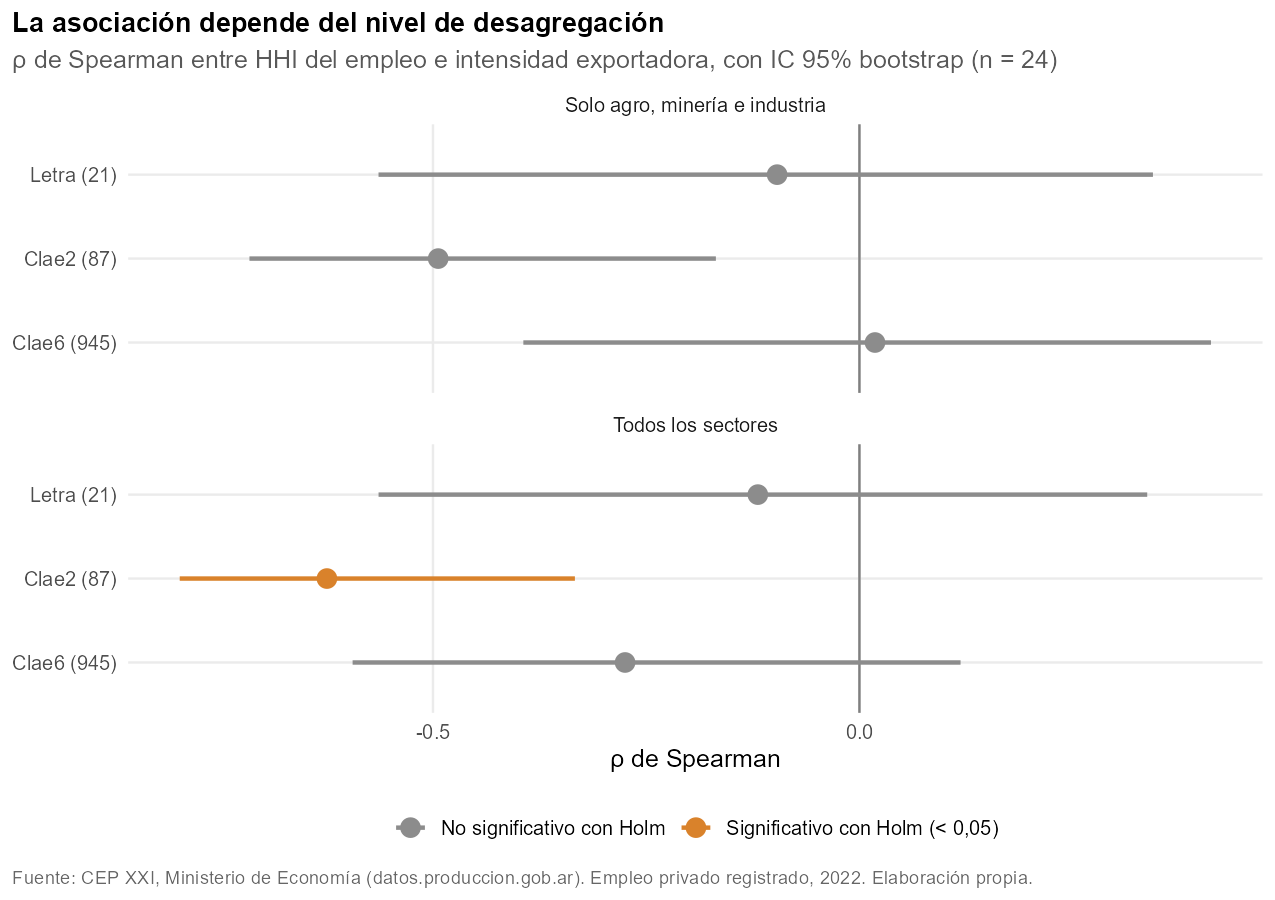 La asociación depende del nivel de desagregación
ρ de Spearman entre HHI del empleo e intensidad exportadora, con IC 95% bootstrap (n = 24)
Solo agro, minería e industria
Letra (21)
Clae2 (87)
Clae6 (945)
Todos los sectores
Letra (21)
Clae2 (87)
Clae6 (945)
-0.5 0.0
ρ de Spearman
No significativo con Holm Significativo con Holm (< 0,05)
Fuente: CEP XXI, Ministerio de Economía (datos.produccion.gob.ar). Empleo privado registrado, 2022. Elaboración propia.